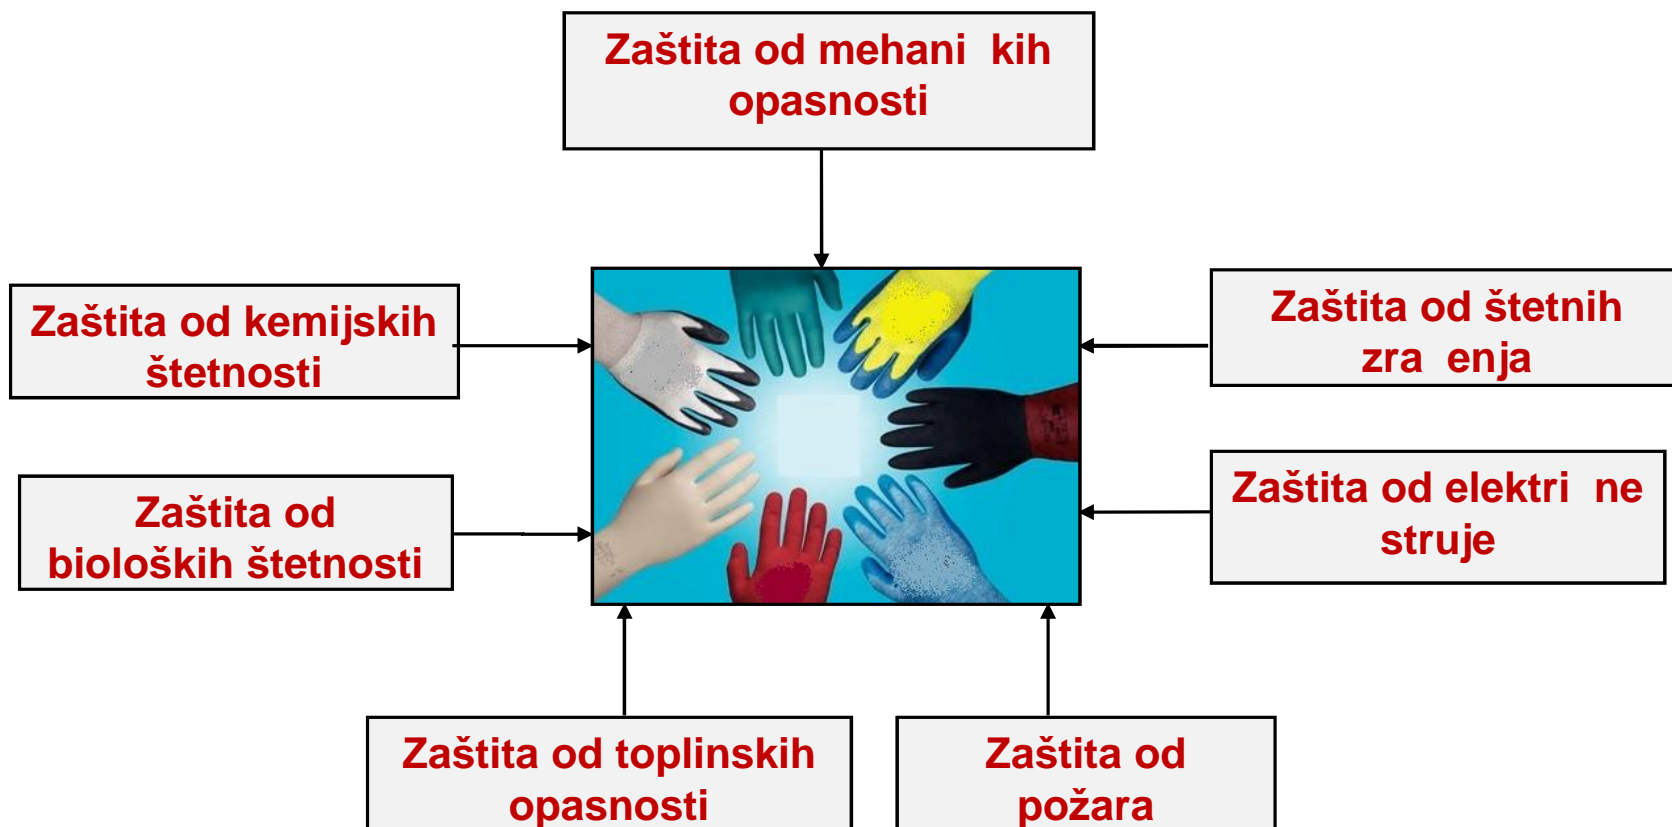 Zaštita od mehani kih
opasnosti
Zaštita od kemijskih
štetnosti
Zaštita od štetnih
zra enja
Zaštita od
bioloških štetnosti
Zaštita od elektri ne
struje
Zaštita od toplinskih
opasnosti
Zaštita od
požara